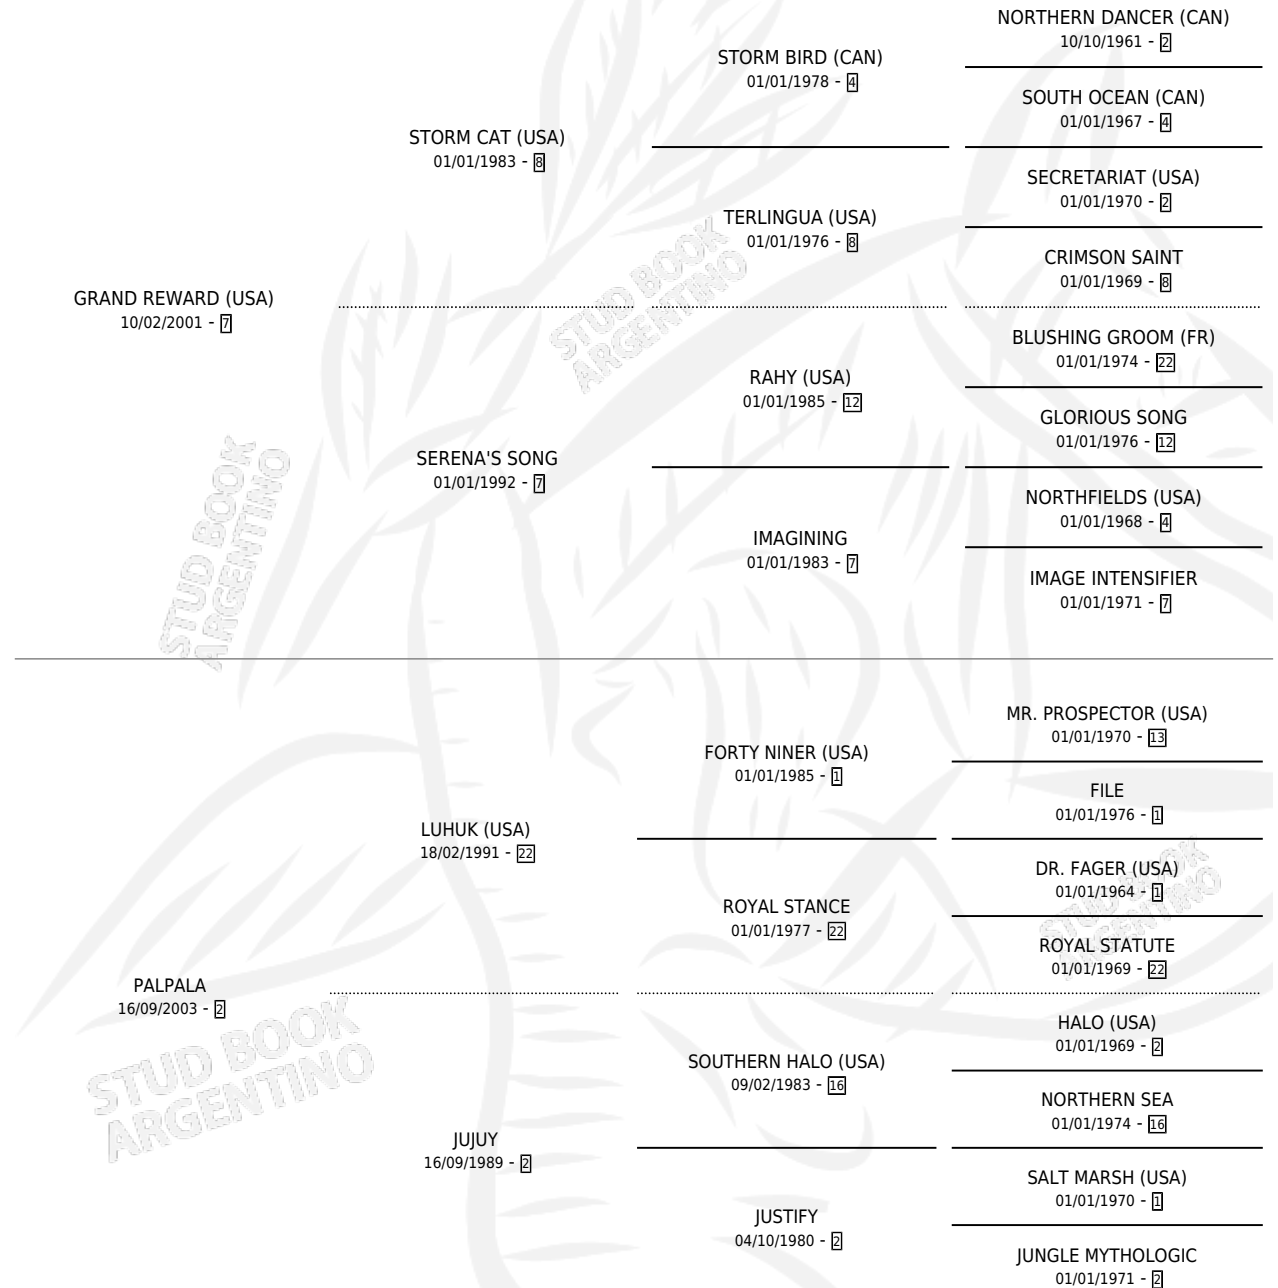 NORTHERN DANCER (CAN)
10/10/1961 - 2
STORM BIRD (CAN)
01/01/1978 - 4
SOUTH OCEAN (CAN)
01/01/1967 - 4
STORM CAT (USA)
01/01/1983 - 8
SECRETARIAT (USA)
01/01/1970 - 2
TERLINGUA (USA)
01/01/1976 - 8
CRIMSON SAINT
01/01/1969 - 8
GRAND REWARD (USA)
10/02/2001 - 7
STUD BOOK
ARGENTINO
BLUSHING GROOM (FR)
01/01/1974 - 22
RAHY (USA)
01/01/1985 - 12
GLORIOUS SONG
01/01/1976 - 12
SERENA'S SONG
01/01/1992 - 7
NORTHFIELDS (USA)
01/01/1968 - 4
IMAGINING
01/01/1983 - 7
IMAGE INTENSIFIER
01/01/1971 - 7
STUD BOOK
ARGENTINO
MR. PROSPECTOR (USA)
01/01/1970 - 13
FORTY NINER (USA)
01/01/1985 - 1
FILE
01/01/1976 - 1
LUHUK (USA)
18/02/1991 - 22
DR. FAGER (USA)
01/01/1964 - 1
ROYAL STANCE
01/01/1977 - 22
ROYAL STATUTE
01/01/1969 - 22
STUD BOOK
ARGENTINO
PALPALA
16/09/2003 - 2
HALO (USA)
01/01/1969 - 2
SOUTHERN HALO (USA)
09/02/1983 - 16
NORTHERN SEA
01/01/1974 - 16
STUD BOOK
ARGENTINO
JUJUY
16/09/1989 - 2
SALT MARSH (USA)
01/01/1970 - 1
JUSTIFY
04/10/1980 - 2
JUNGLE MYTHOLOGIC
01/01/1971 - 2